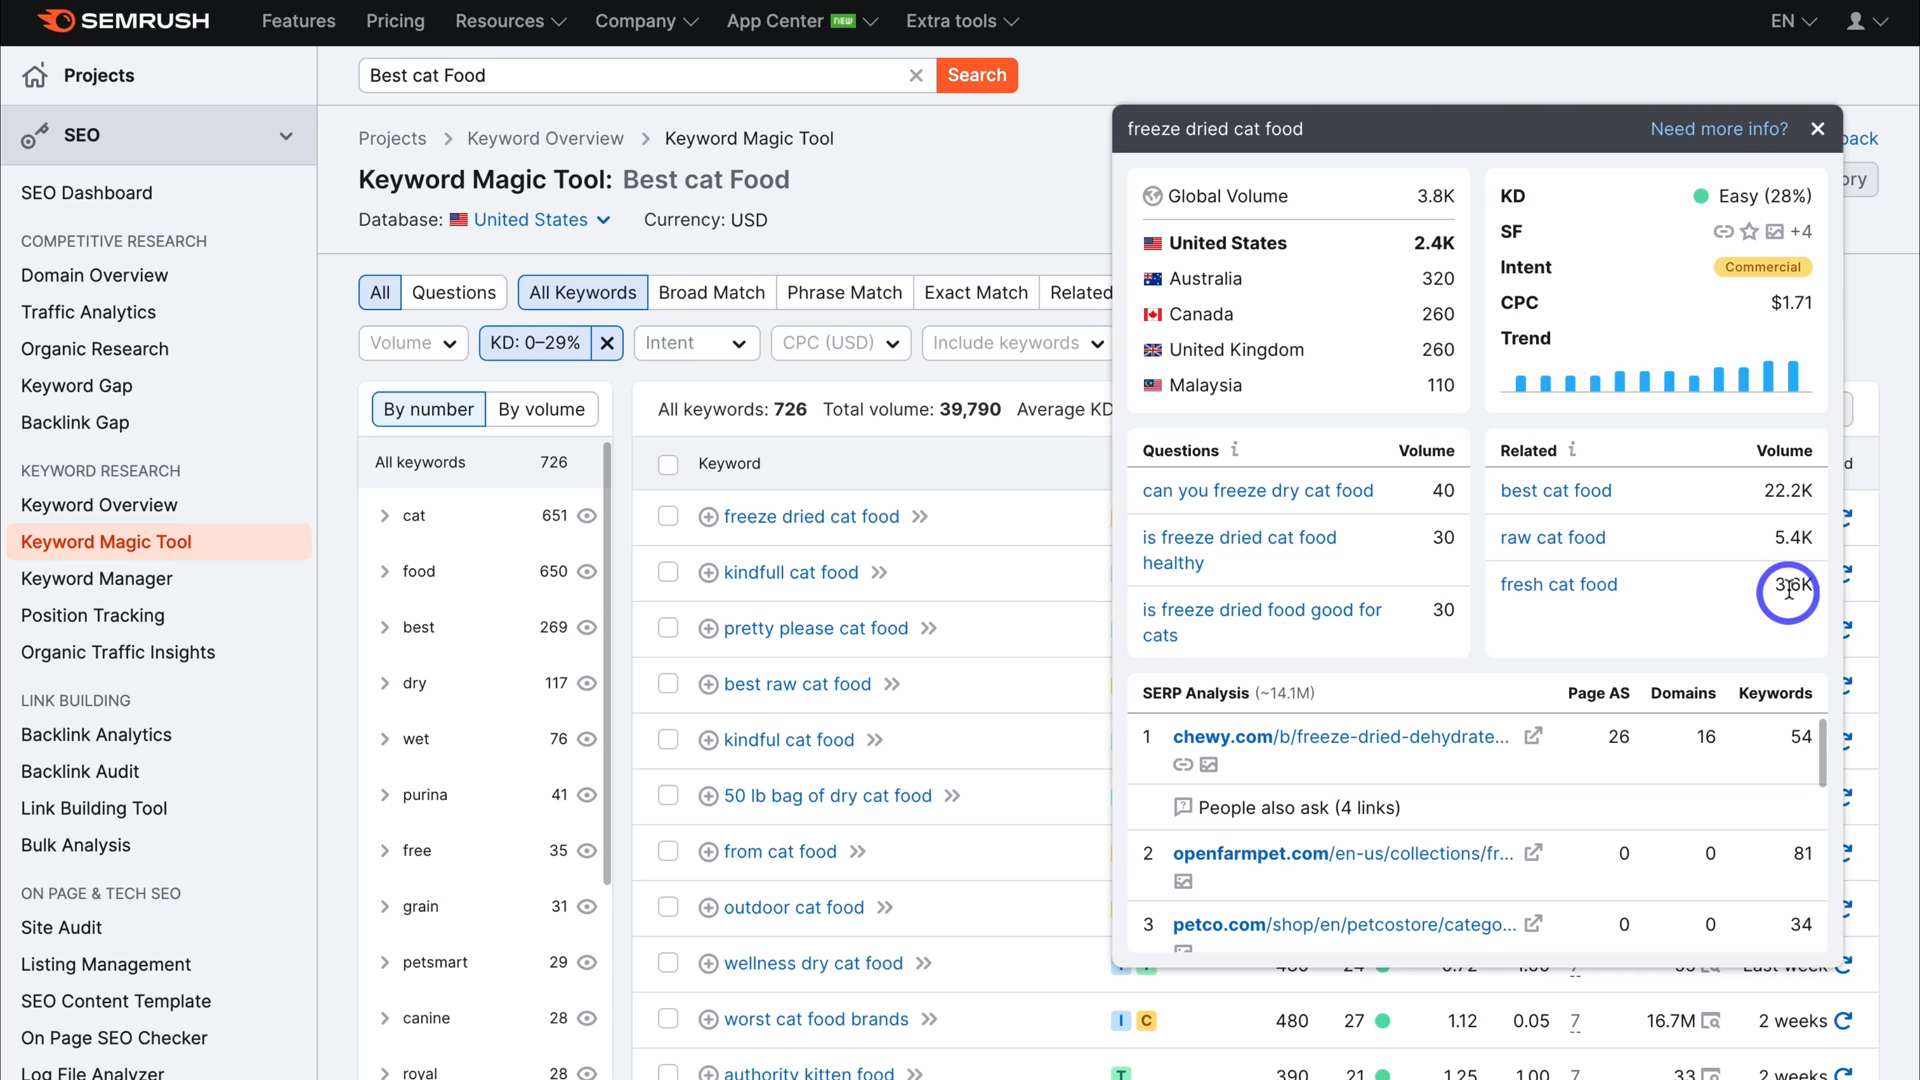 SEMRUSH
Features
Pricing
Resources
Company
App Center NEW
Extra tools
EN
Projects
Best cat Food
Search
SEO
Projects > Keyword Overview > Keyword Magic Tool
Keyword Magic Tool: Best cat Food
Database: United States Currency: USD
SEO Dashboard
COMPETITIVE RESEARCH
Domain Overview
Traffic Analytics
Organic Research
Keyword Gap
Backlink Gap
KEYWORD RESEARCH
Keyword Overview
Keyword Magic Tool
Keyword Manager
Position Tracking
Organic Traffic Insights
LINK BUILDING
Backlink Analytics
Backlink Audit
Link Building Tool
Bulk Analysis
ON PAGE & TECH SEO
Site Audit
Listing Management
SEO Content Template
On Page SEO Checker
Log File Analyzer
All Questions All Keywords Broad Match Phrase Match Exact Match Related
Volume KD: 0–29% Intent CPC (USD) Include keywords
By number By volume
All keywords 726
cat 651
food 650
best 269
dry 117
wet 76
purina 41
free 35
grain 31
petsmart 29
canine 28
royal 28
All keywords: 726 Total volume: 39,790 Average KD
Keyword
freeze dried cat food
kindfull cat food
pretty please cat food
best raw cat food
kindful cat food
50 lb bag of dry cat food
from cat food
outdoor cat food
wellness dry cat food
worst cat food brands I C 480 27 1.12 0.05 7 16.7M 2 weeks
authority kitten food T 390 21 1.25 1.00 7 33 2 weeks
freeze dried cat food Need more info?
Global Volume 3.8K
United States 2.4K
Australia 320
Canada 260
United Kingdom 260
Malaysia 110
KD Easy (28%)
SF +4
Intent Commercial
CPC $1.71
Trend
Questions i Volume
can you freeze dry cat food 40
is freeze dried cat food healthy 30
is freeze dried food good for cats 30
Related i Volume
best cat food 22.2K
raw cat food 5.4K
fresh cat food 3.6K
SERP Analysis (~14.1M) Page AS Domains Keywords
1 chewy.com/b/freeze-dried-dehydrate... 26 16 54
People also ask (4 links)
2 openfarmpet.com/en-us/collections/fr... 0 0 81
3 petco.com/shop/en/petcostore/catego... 0 0 34